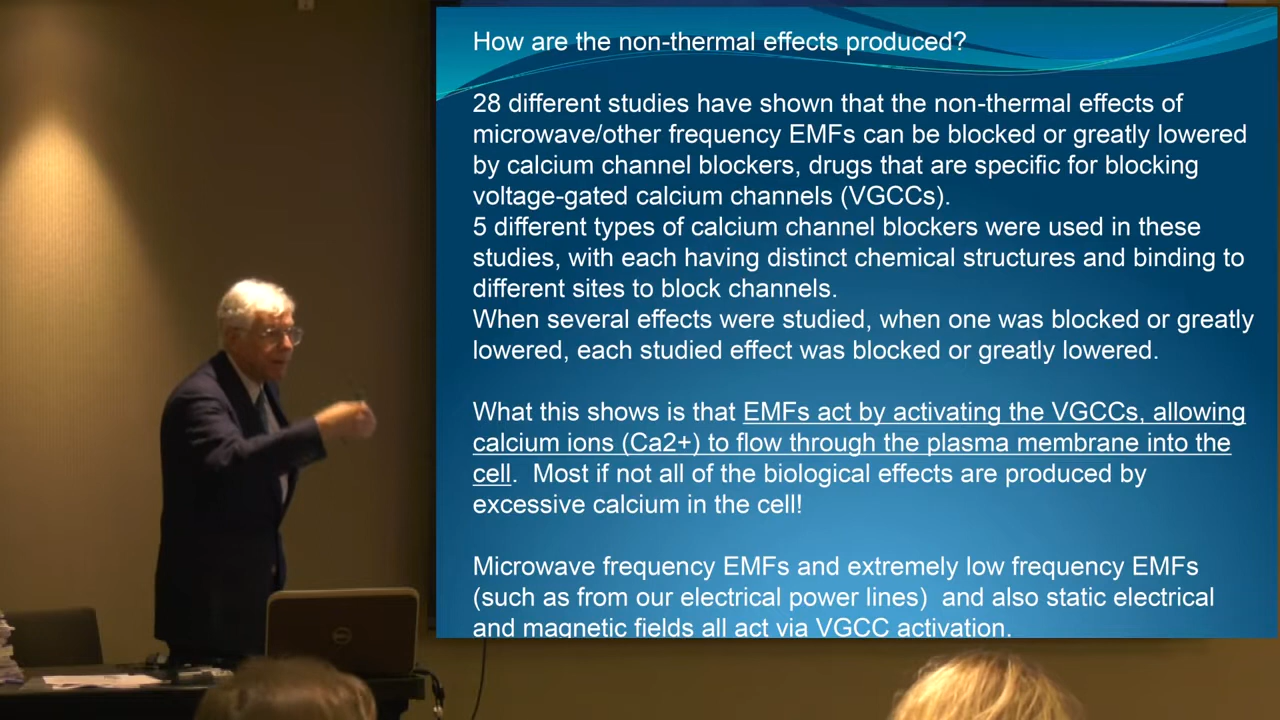 How are the non-thermal effects produced?
28 different studies have shown that the non-thermal effects of
microwave/other frequency EMFs can be blocked or greatly lowered
by calcium channel blockers, drugs that are specific for blocking
voltage-gated calcium channels (VGCCs).
5 different types of calcium channel blockers were used in these
studies, with each having distinct chemical structures and binding to
different sites to block channels.
When several effects were studied, when one was blocked or greatly
lowered, each studied effect was blocked or greatly lowered.
What this shows is that EMFs act by activating the VGCCs, allowing
calcium ions (Ca2+) to flow through the plasma membrane into the
cell.  Most if not all of the biological effects are produced by
excessive calcium in the cell!
Microwave frequency EMFs and extremely low frequency EMFs
(such as from our electrical power lines)  and also static electrical
and magnetic fields all act via VGCC activation.